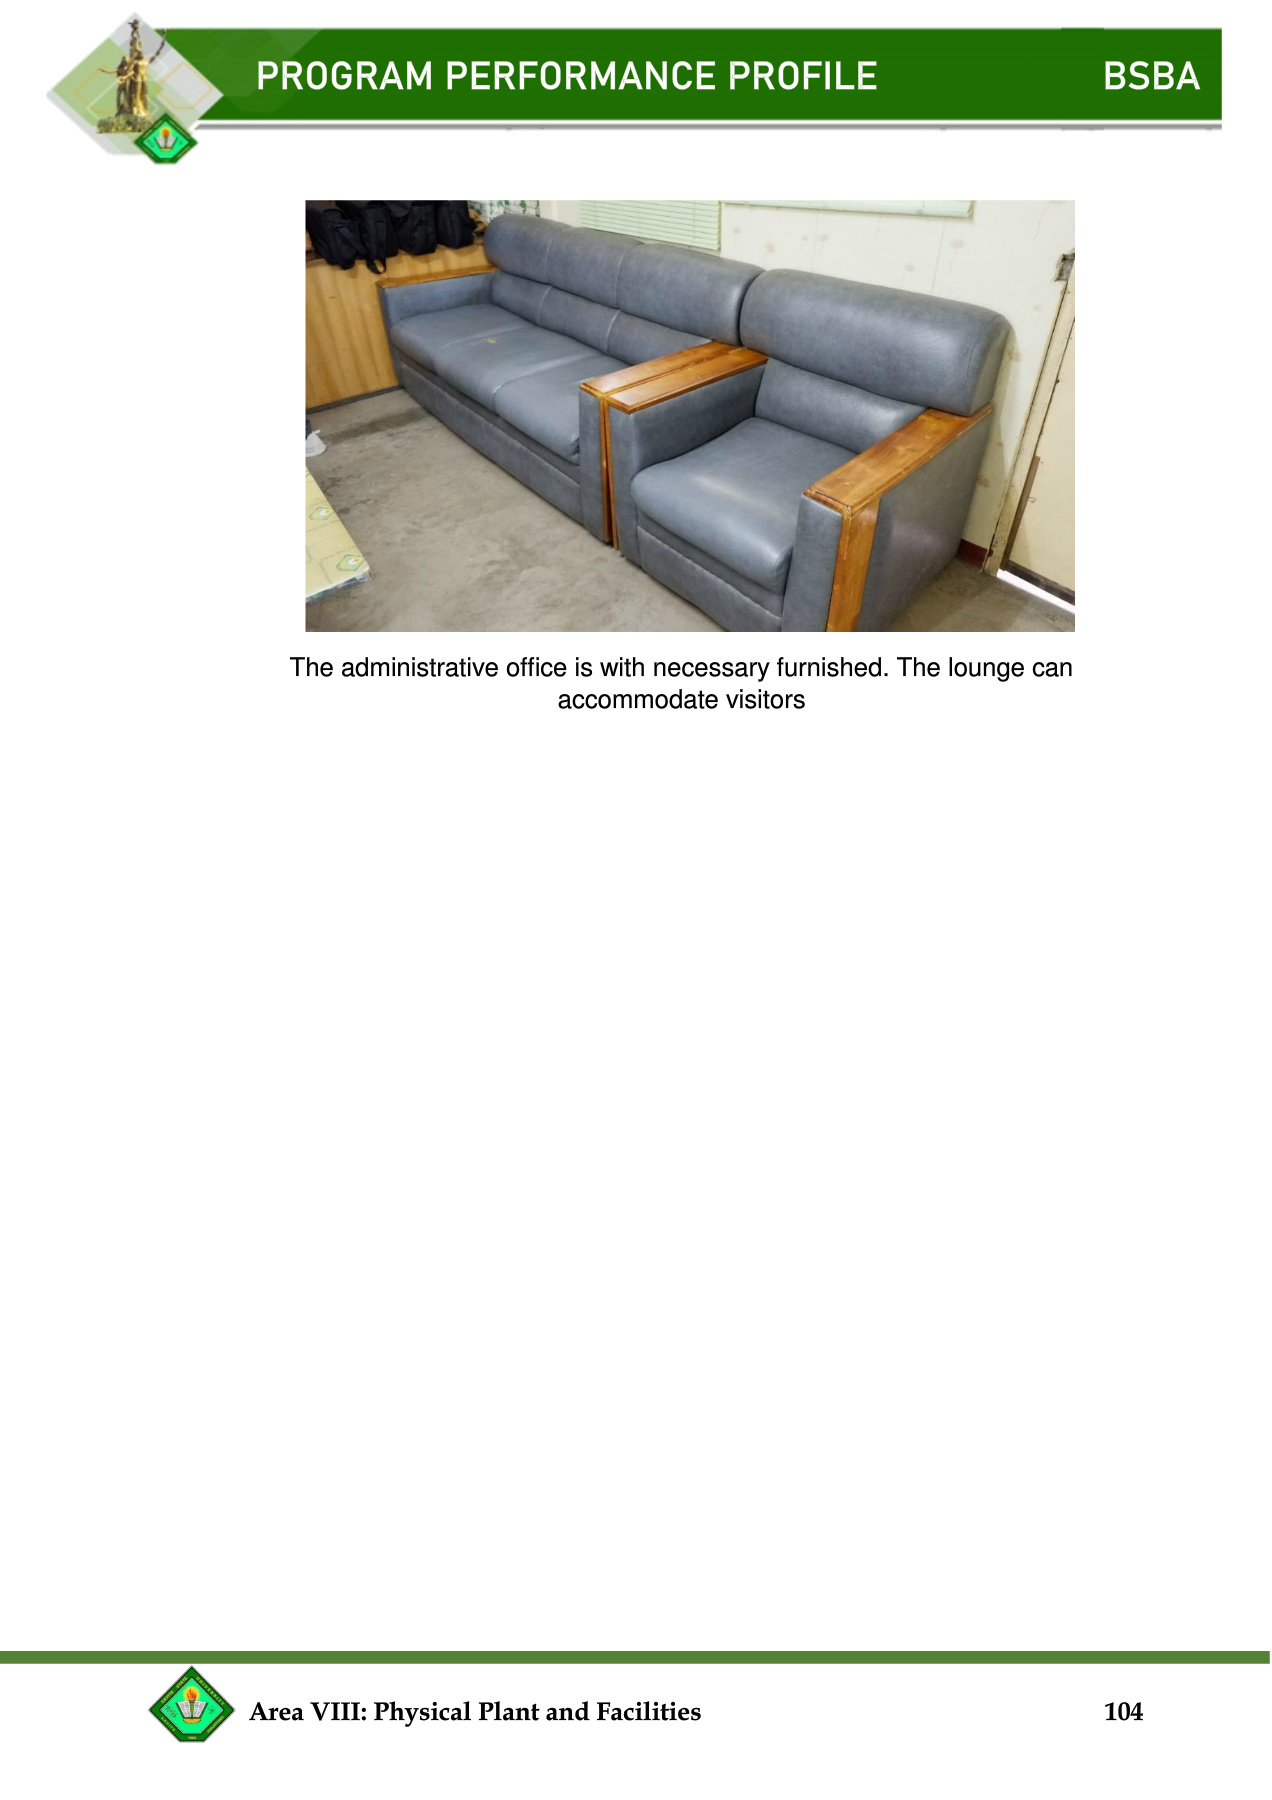 PROGRAM PERFORMANCE PROFILE BSBA
The administrative office is with necessary furnished. The lounge can
accommodate visitors
Area VIII: Physical Plant and Facilities 104